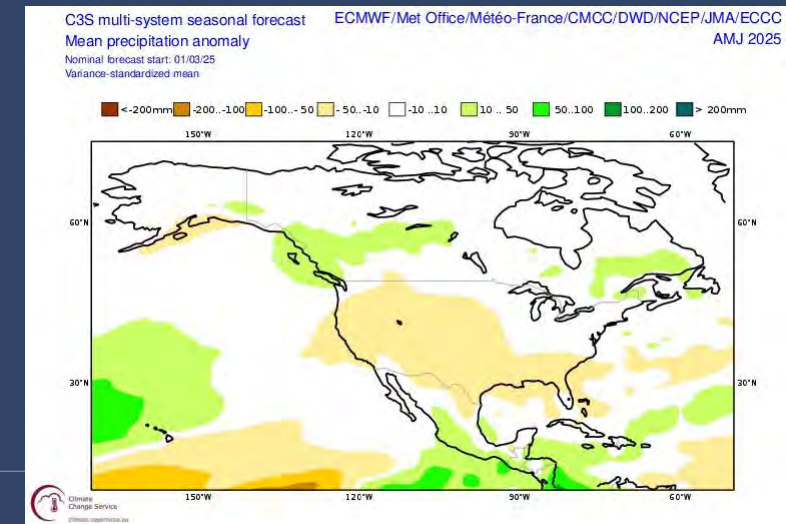 C3S multi-system seasonal forecast ECMWF/Met Office/Météo-France/CMCC/DWD/NCEP/JMA/ECCC
Mean precipitation anomaly AMJ 2025
Nominal forecast start: 01/03/25
Variance-standardized mean
<-200mm -200..-100 -100..-50 -50..-10 -10..10 10..50 50..100 100..200 > 200mm
150°W 120°W 90°W 60°W
60°N 60°N
30°N 30°N
150°W 120°W 90°W 60°W
Climate
Change Service
climate.copernicus.eu